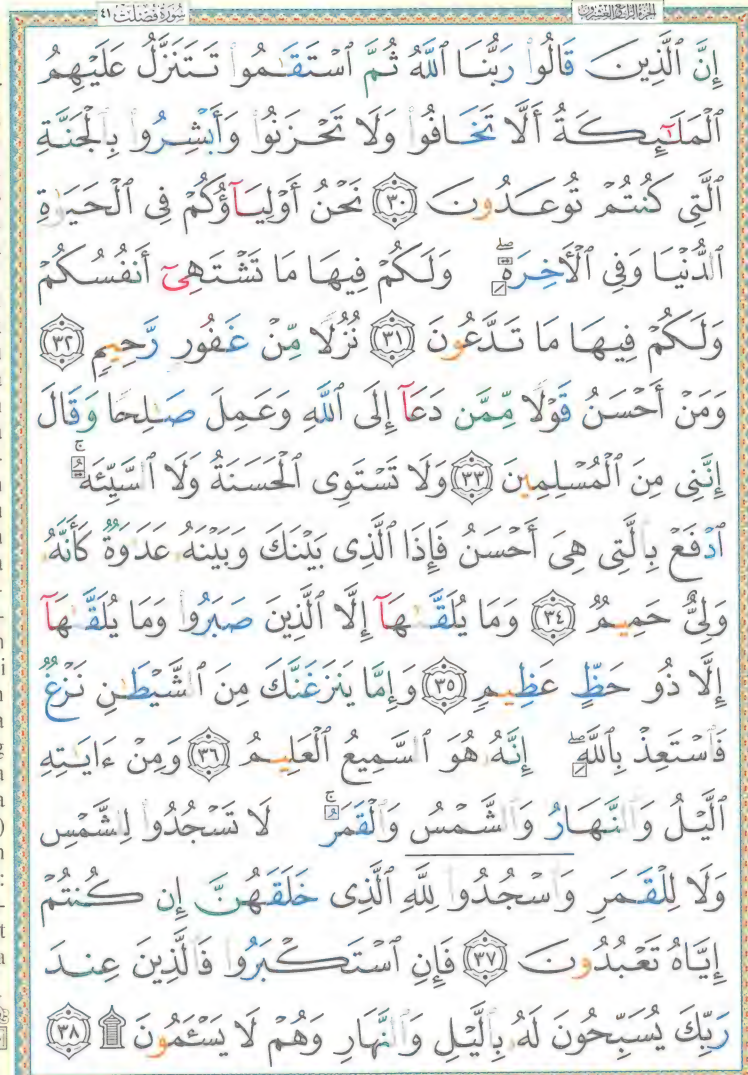 سُورَةُ فُصِّلَتْ ٤١
الجزء الرابع والعشرون
إِنَّ ٱلَّذِينَ قَالُوا۟ رَبُّنَا ٱللَّهُ ثُمَّ ٱسْتَقَـٰمُوا۟ تَتَنَزَّلُ عَلَيْهِمُ
ٱلْمَلَـٰٓئِكَةُ أَلَّا تَخَافُوا۟ وَلَا تَحْزَنُوا۟ وَأَبْشِرُوا۟ بِٱلْجَنَّةِ
ٱلَّتِى كُنتُمْ تُوعَدُونَ ﴿٣٠﴾ نَحْنُ أَوْلِيَآؤُكُمْ فِى ٱلْحَيَوٰةِ
ٱلدُّنْيَا وَفِى ٱلْـَٔاخِرَةِ ۖ وَلَكُمْ فِيهَا مَا تَشْتَهِىٓ أَنفُسُكُمْ
وَلَكُمْ فِيهَا مَا تَدَّعُونَ ﴿٣١﴾ نُزُلًا مِّنْ غَفُورٍ رَّحِيمٍ ﴿٣٢﴾
وَمَنْ أَحْسَنُ قَوْلًا مِّمَّن دَعَآ إِلَى ٱللَّهِ وَعَمِلَ صَـٰلِحًا وَقَالَ
إِنَّنِى مِنَ ٱلْمُسْلِمِينَ ﴿٣٣﴾ وَلَا تَسْتَوِى ٱلْحَسَنَةُ وَلَا ٱلسَّيِّئَةُ ۚ
ٱدْفَعْ بِٱلَّتِى هِىَ أَحْسَنُ فَإِذَا ٱلَّذِى بَيْنَكَ وَبَيْنَهُۥ عَدَٰوَةٌ كَأَنَّهُۥ
وَلِىٌّ حَمِيمٌ ﴿٣٤﴾ وَمَا يُلَقَّىٰهَآ إِلَّا ٱلَّذِينَ صَبَرُوا۟ وَمَا يُلَقَّىٰهَآ
إِلَّا ذُو حَظٍّ عَظِيمٍ ﴿٣٥﴾ وَإِمَّا يَنزَغَنَّكَ مِنَ ٱلشَّيْطَـٰنِ نَزْغٌ
فَٱسْتَعِذْ بِٱللَّهِ ۖ إِنَّهُۥ هُوَ ٱلسَّمِيعُ ٱلْعَلِيمُ ﴿٣٦﴾ وَمِنْ ءَايَـٰتِهِ
ٱلَّيْلُ وَٱلنَّهَارُ وَٱلشَّمْسُ وَٱلْقَمَرُ ۚ لَا تَسْجُدُوا۟ لِلشَّمْسِ
وَلَا لِلْقَمَرِ وَٱسْجُدُوا۟ لِلَّهِ ٱلَّذِى خَلَقَهُنَّ إِن كُنتُمْ
إِيَّاهُ تَعْبُدُونَ ﴿٣٧﴾ فَإِنِ ٱسْتَكْبَرُوا۟ فَٱلَّذِينَ عِندَ
رَبِّكَ يُسَبِّحُونَ لَهُۥ بِٱلَّيْلِ وَٱلنَّهَارِ وَهُمْ لَا يَسْـَٔمُونَ ۩ ﴿٣٨﴾